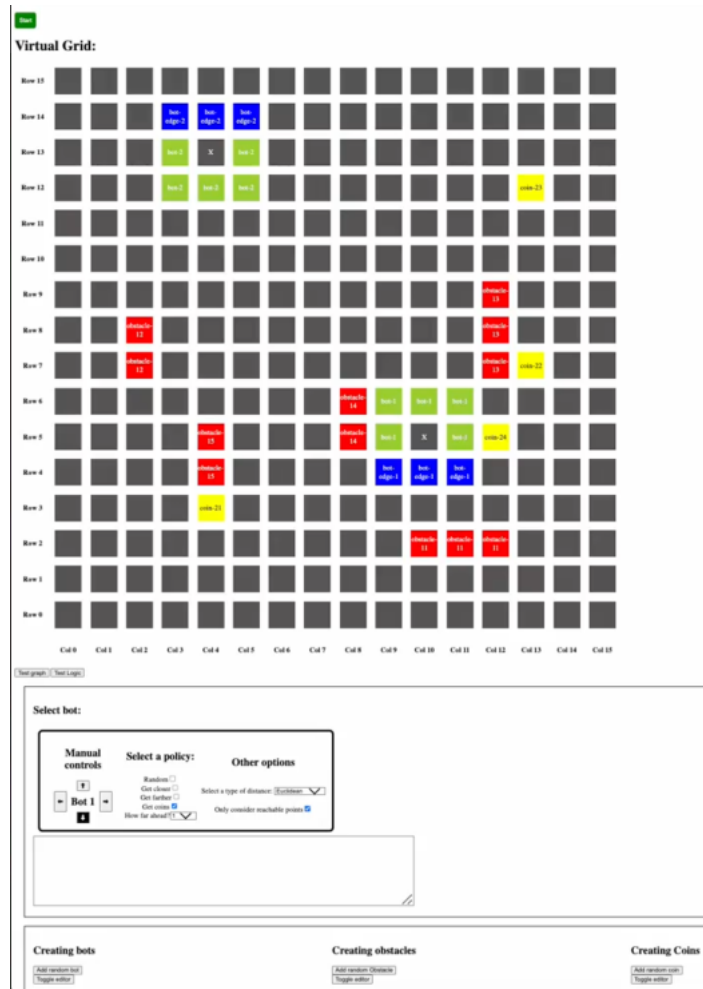 Start
Virtual Grid:
Row 15
Row 14
bot-edge-2 bot-edge-2 bot-edge-2
Row 13
bot-2 X bot-2
Row 12
bot-2 bot-2 bot-2 coin-23
Row 11
Row 10
Row 9
obstacle-13
Row 8
obstacle-12 obstacle-13
Row 7
obstacle-12 obstacle-13 coin-22
Row 6
obstacle-14 bot-1 bot-1 bot-1
Row 5
obstacle-15 obstacle-14 bot-1 X bot-1 coin-24
Row 4
obstacle-15 bot-edge-1 bot-edge-1 bot-edge-1
Row 3
coin-21
Row 2
obstacle-11 obstacle-11 obstacle-11
Row 1
Row 0
Col 0 Col 1 Col 2 Col 3 Col 4 Col 5 Col 6 Col 7 Col 8 Col 9 Col 10 Col 11 Col 12 Col 13 Col 14 Col 15
Test graph Test Logic
Select bot:
Manual controls
Bot 1
Select a policy:
Random
Get closer
Get farther
Get coins
How far ahead? 1
Other options
Select a type of distance: Euclidean
Only consider reachable points
Creating bots
Add random bot
Toggle editor
Creating obstacles
Add random Obstacle
Toggle editor
Creating Coins
Add random coin
Toggle editor